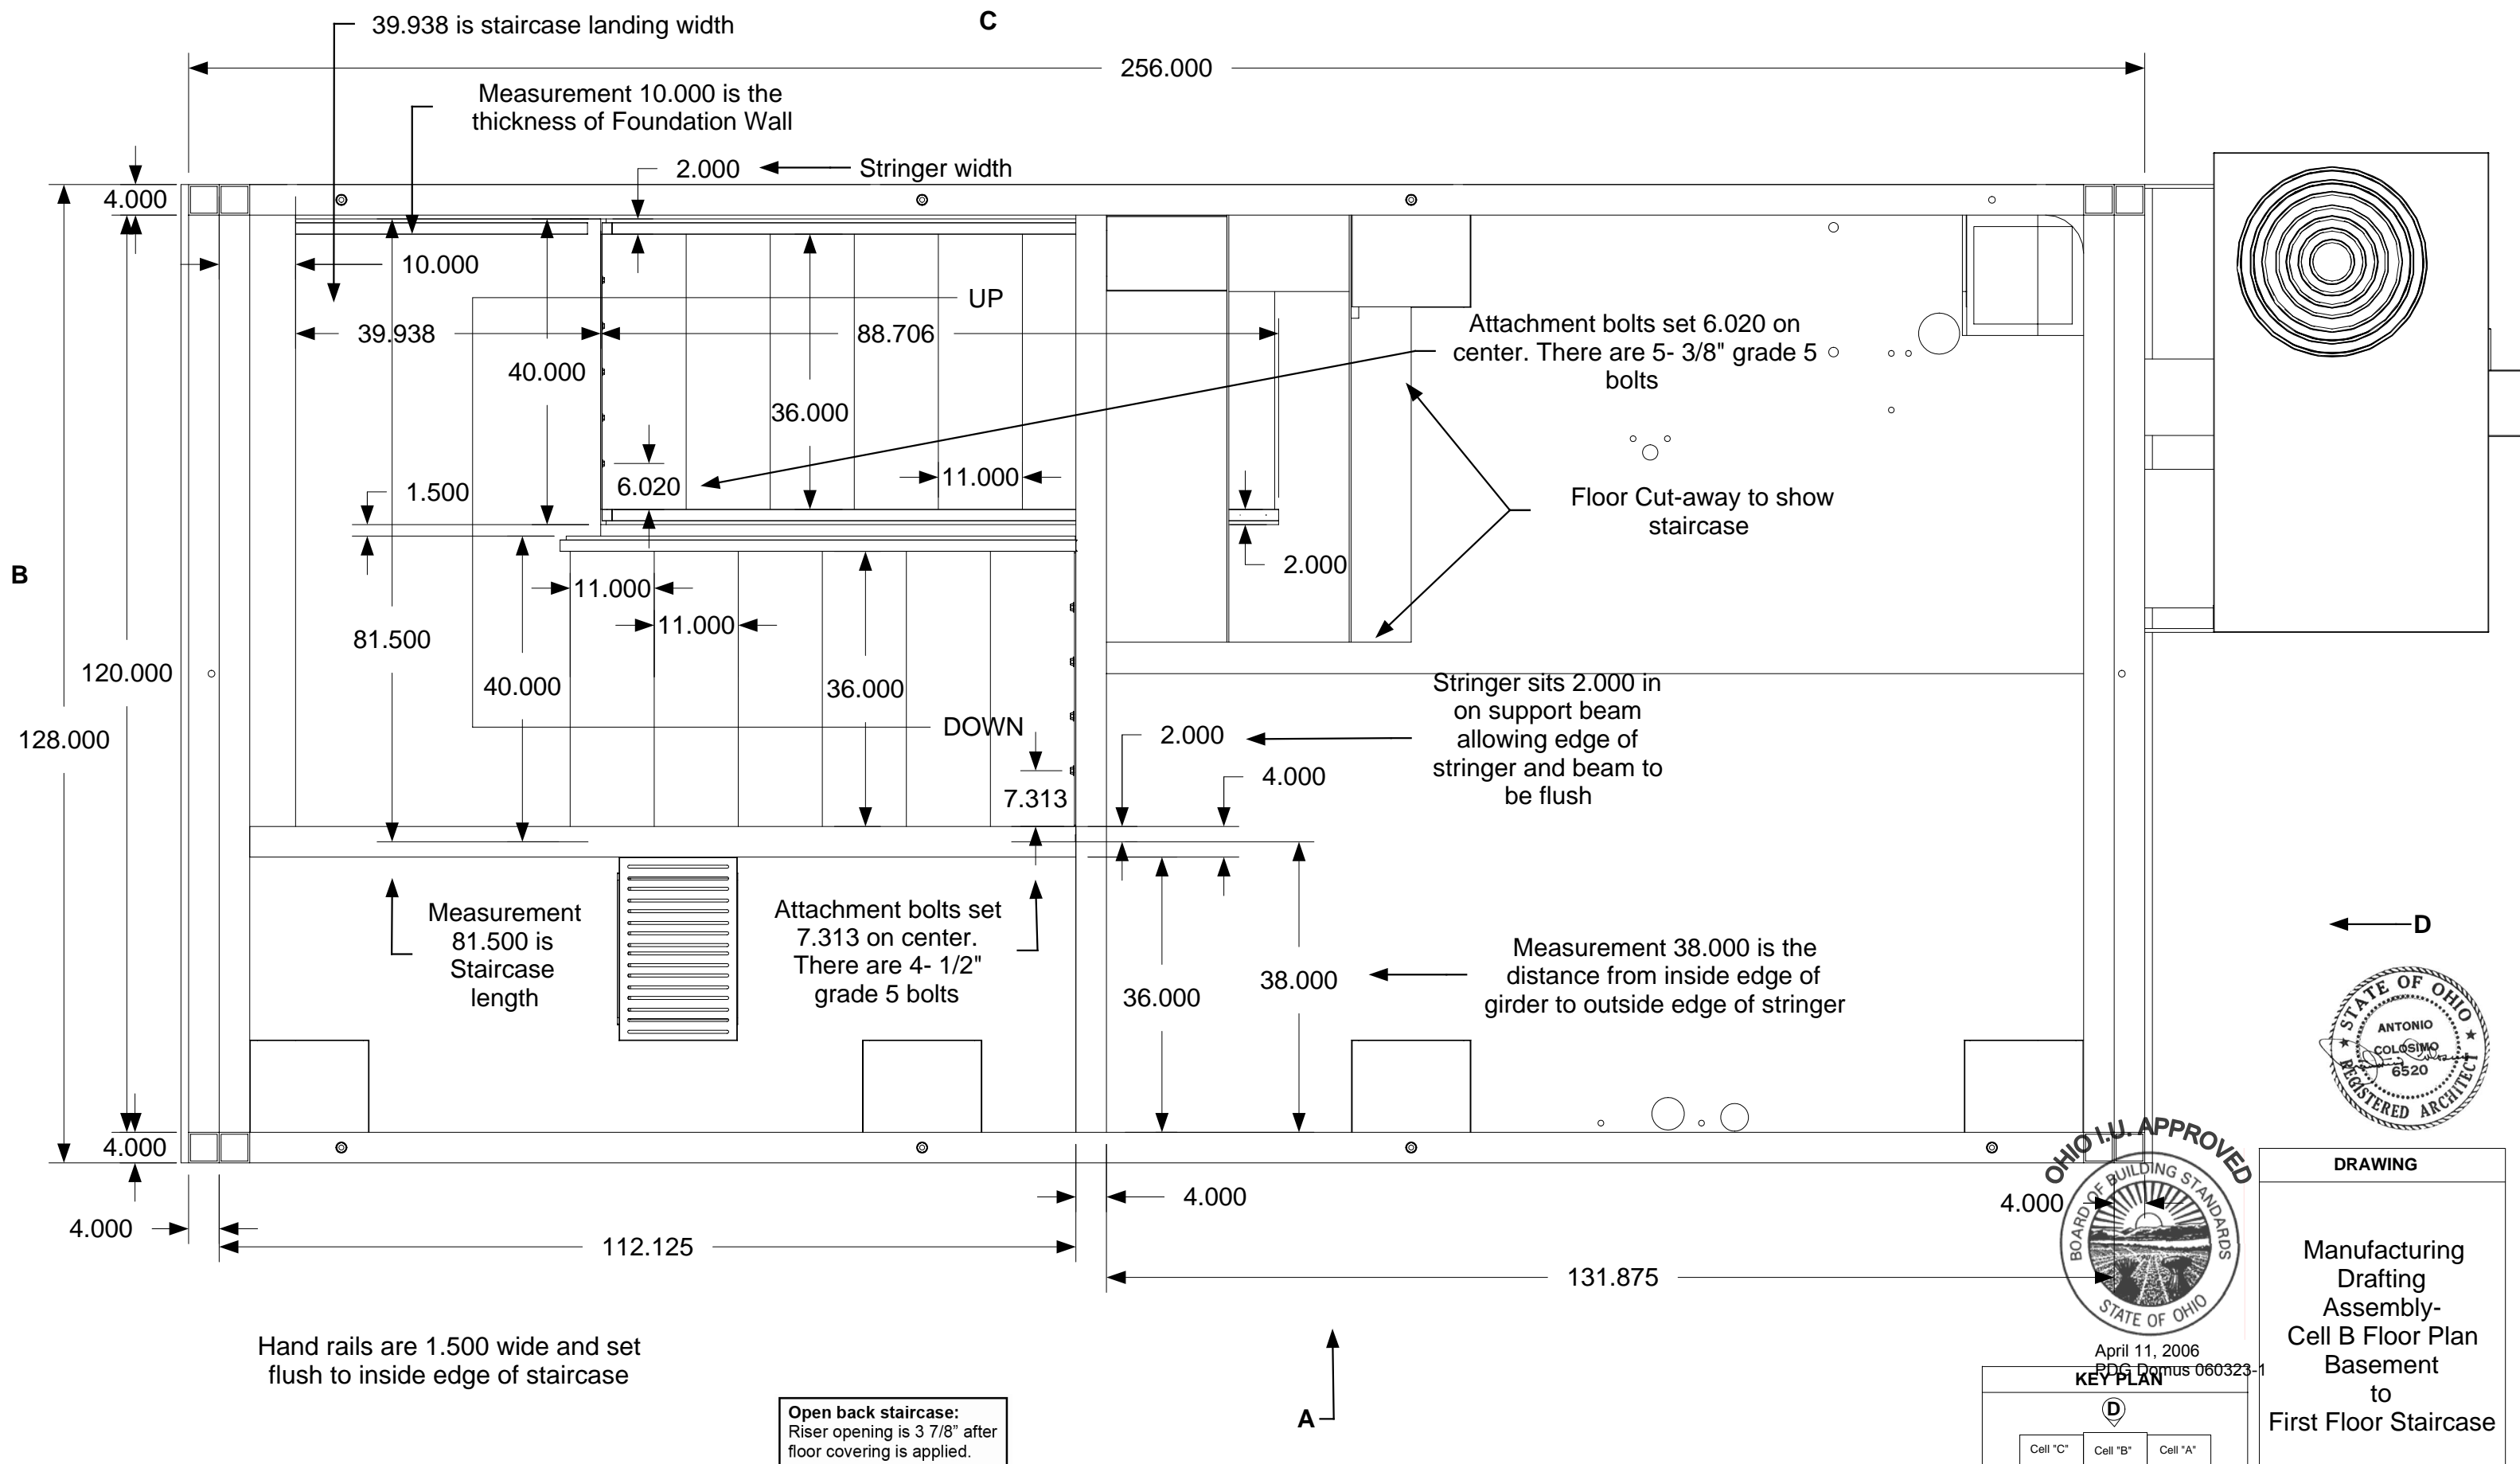 39.938 is staircase landing width
C
256.000
Measurement 10.000 is the
thickness of Foundation Wall
2.000
Stringer width
4.000
10.000
UP
39.938
88.706
40.000
36.000
Attachment bolts set 6.020 on
center. There are 5- 3/8" grade 5
bolts
11.000
6.020
1.500
Floor Cut-away to show
staircase
2.000
B
11.000
11.000
81.500
120.000
40.000
36.000
128.000
DOWN
Stringer sits 2.000 in
on support beam
allowing edge of
stringer and beam to
be flush
2.000
4.000
7.313
Measurement
81.500 is
Staircase
length
Attachment bolts set
7.313 on center.
There are 4- 1/2"
grade 5 bolts
36.000
38.000
Measurement 38.000 is the
distance from inside edge of
girder to outside edge of stringer
D
STATE OF OHIO
ANTONIO
COLOSIMO
6520
REGISTERED ARCHITECT
4.000
4.000
4.000
112.125
131.875
4.000
OHIO I.U. APPROVED
BOARD OF BUILDING STANDARDS
STATE OF OHIO
April 11, 2006
PDG Domus 060323-1
Hand rails are 1.500 wide and set
flush to inside edge of staircase
Open back staircase:
Riser opening is 3 7/8” after
floor covering is applied.
A
KEY PLAN
D
Cell "C"
Cell "B"
Cell "A"
DRAWING
Manufacturing
Drafting
Assembly-
Cell B Floor Plan
Basement
to
First Floor Staircase